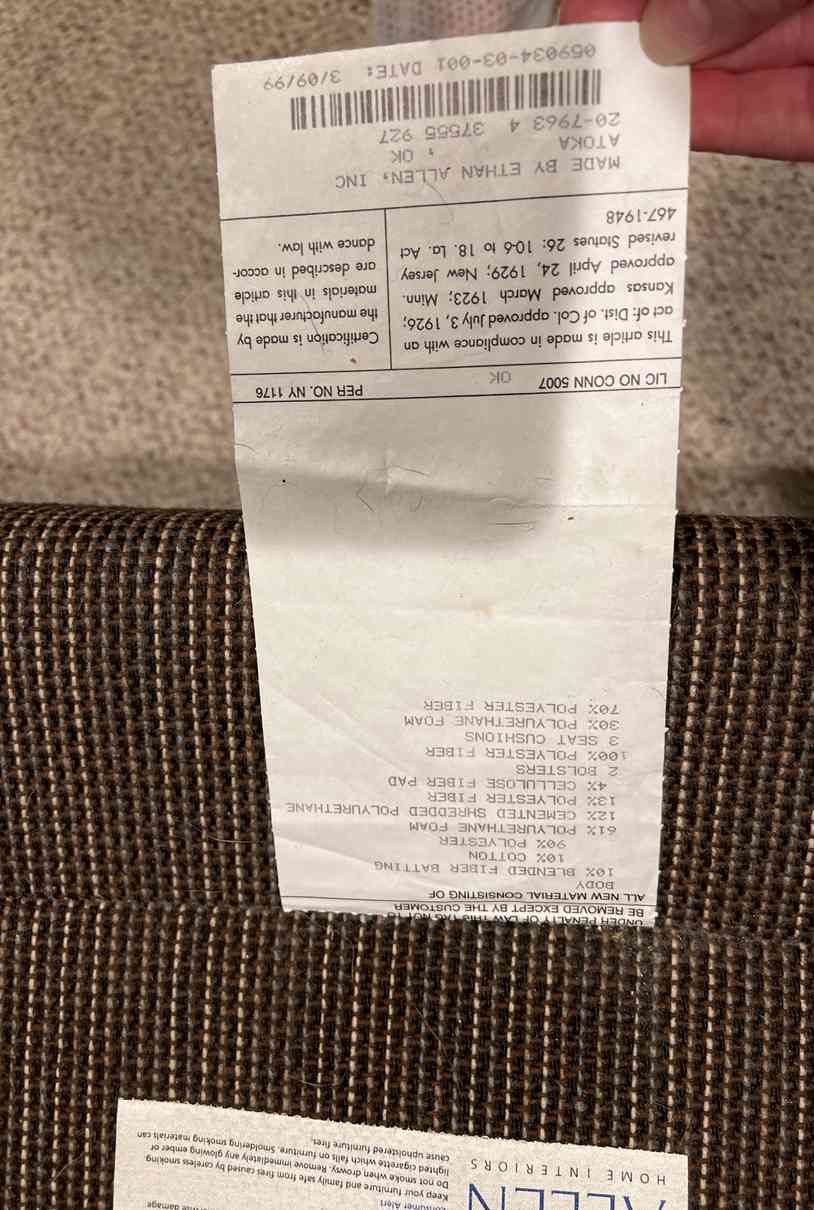 UNDER PENALTY OF LAW THIS TAG NOT TO
BE REMOVED EXCEPT BY THE CUSTOMER
ALL NEW MATERIAL CONSISTING OF
BODY
10% BLENDED FIBER BATTING
10% COTTON
90% POLYESTER
61% POLYURETHANE FOAM
12% CEMENTED SHREDDED POLYURETHANE
13% POLYESTER FIBER
4% CELLULOSE FIBER PAD
2 BOLSTERS
100% POLYESTER FIBER
3 SEAT CUSHIONS
30% POLYURETHANE FOAM
70% POLYESTER FIBER
LIC NO CONN 5007 OK PER NO. NY 1176
This article is made in compliance with an
act of: Dist. of Col. approved July 3, 1926;
Kansas approved March 1923; Minn.
approved April 24, 1929; New Jersey
revised Statues 26: 10-6 to 18. La. Act
467-1948
Certification is made by
the manufacturer that the
materials in this article
are described in accor-
dance with law.
MADE BY ETHAN ALLEN, INC
ATOKA , OK
20-7963 4 37555 927
059034-03-001 DATE: 3/09/99
ALLEN
HOME INTERIORS
Consumer Alert
Keep your furniture and family safe from fires caused by careless smoking.
Do not smoke when drowsy. Remove immediately any glowing ember or
lighted cigarette which falls on furniture. Smoldering smoking materials can
cause upholstered furniture fires.